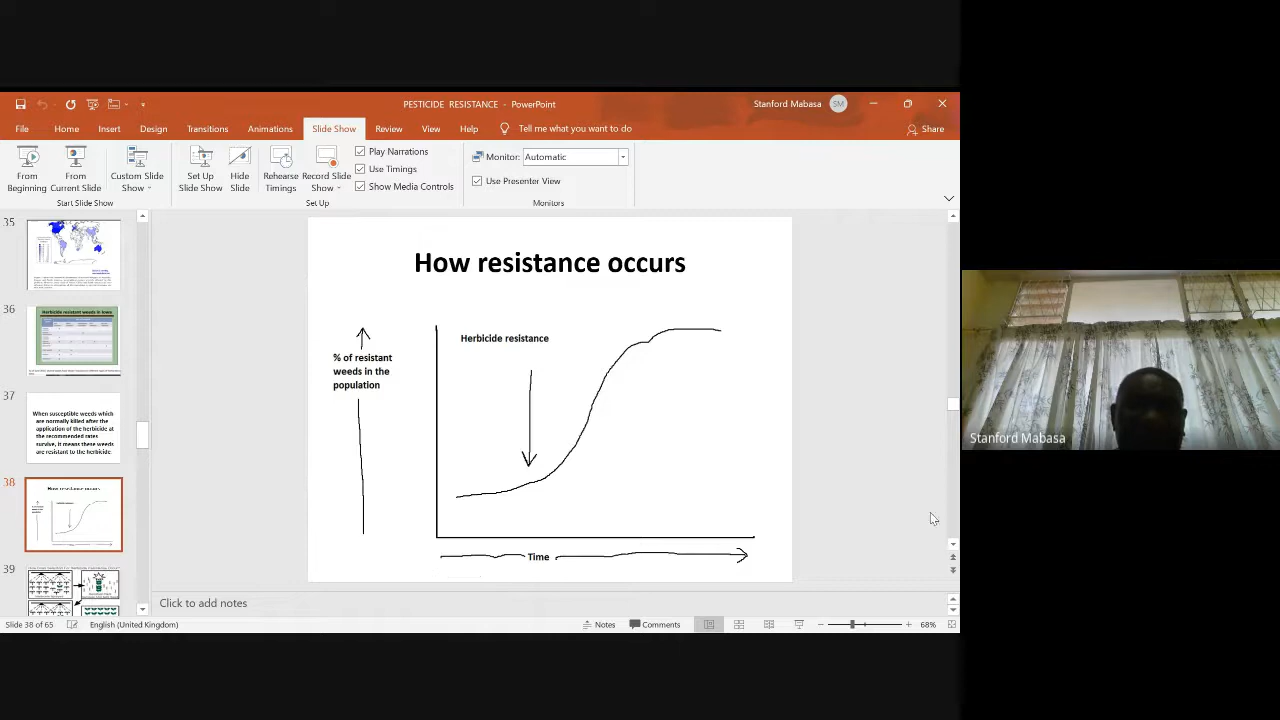 PESTICIDE RESISTANCE - PowerPoint
Stanford Mabasa
SM
File
Home
Insert
Design
Transitions
Animations
Slide Show
Review
View
Help
Tell me what you want to do
Share
From
Beginning
From
Current Slide
Custom Slide
Show
Start Slide Show
Set Up
Slide Show
Hide
Slide
Rehearse
Timings
Record Slide
Show
Play Narrations
Use Timings
Show Media Controls
Set Up
Monitor:
Automatic
Use Presenter View
Monitors
35
36
Herbicide resistant weeds in Iowa
37
When susceptible weeds which
are normally killed after the
application of the herbicide at
the recommended rates
survive, it means these weeds
are resistant to the herbicide
38
How resistance occurs
39
How resistance occurs
% of resistant
weeds in the
population
Herbicide resistance
Time
Stanford Mabasa
Click to add notes
Slide 38 of 65
English (United Kingdom)
Notes
Comments
68%